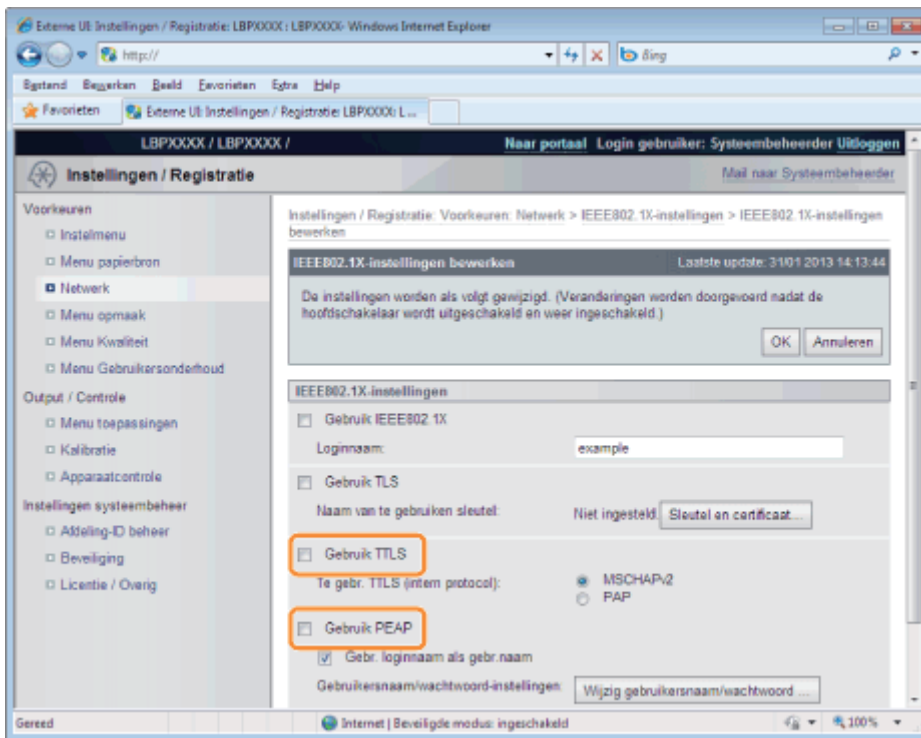 Externe UI: Instellingen / Registratie: LBPXXXX : LBPXXXX- Windows Internet Explorer
http://
Bing
Bestand Bewerken Beeld Favorieten Extra Help
Favorieten
Externe UI: Instellingen / Registratie: LBPXXXX: L...
LBPXXXX / LBPXXXX /
Naar portaal Login gebruiker: Systeembeheerder Uitloggen
Instellingen / Registratie
Mail naar Systeembeheerder
Voorkeuren
Instelmenu
Menu papierbron
Netwerk
Menu opmaak
Menu Kwaliteit
Menu Gebruikersonderhoud
Output / Controle
Menu toepassingen
Kalibratie
Apparaatcontrole
Instellingen systeembeheer
Afdeling-ID beheer
Beveiliging
Licentie / Overig
Instellingen / Registratie: Voorkeuren: Netwerk > IEEE802.1X-instellingen > IEEE802.1X-instellingen
bewerken
IEEE802.1X-instellingen bewerken
Laatste update: 31/01 2013 14:13:44
De instellingen worden als volgt gewijzigd. (Veranderingen worden doorgevoerd nadat de
hoofdschakelaar wordt uitgeschakeld en weer ingeschakeld.)
OK Annuleren
IEEE802.1X-instellingen
Gebruik IEEE802.1X
Loginnaam: example
Gebruik TLS
Naam van te gebruiken sleutel: Niet ingesteld. Sleutel en certificaat...
Gebruik TTLS
Te gebr. TTLS (intern protocol): MSCHAPv2
PAP
Gebruik PEAP
Gebr. loginnaam als gebr.naam
Gebruikersnaam/wachtwoord-instellingen: Wijzig gebruikersnaam/wachtwoord ...
Gereed
Internet | Beveiligde modus: ingeschakeld
100%